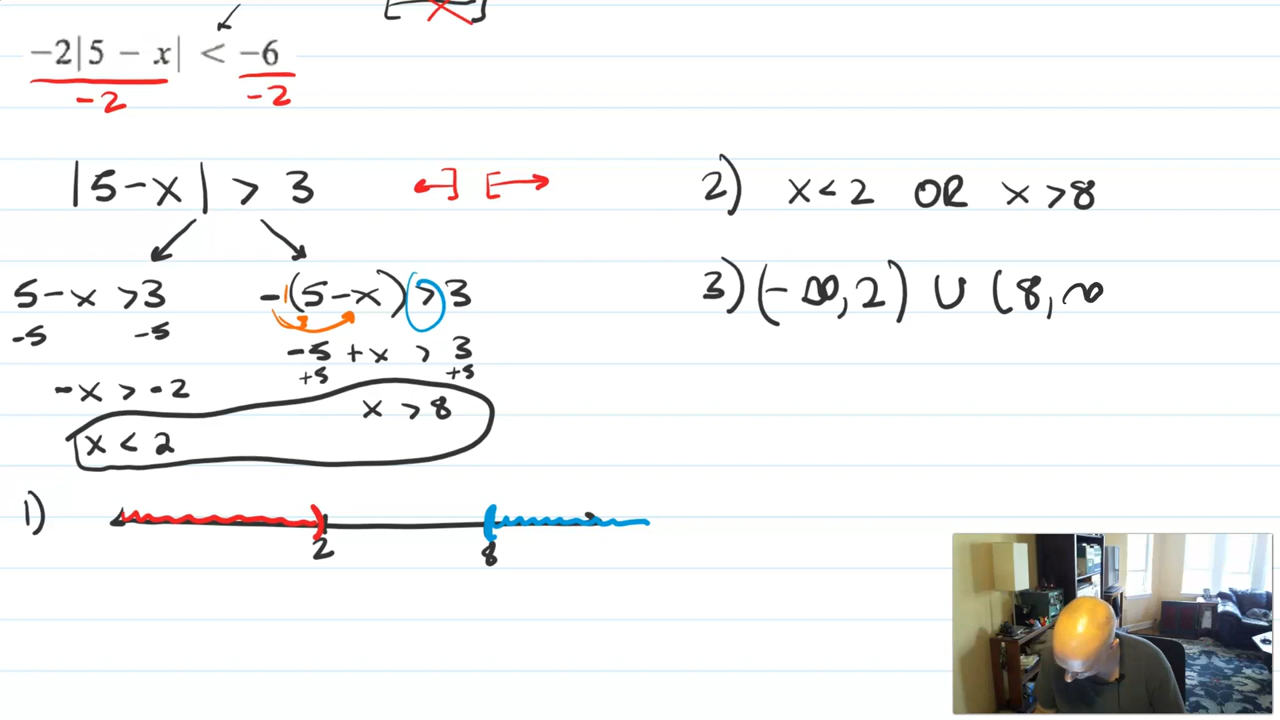 −2|5 − x| < −6
-2 -2
|5-x| > 3
5-x >3 -1(5-x) >3
-5 -5
-5 +x > 3
+5 +5
-x > -2
x > 8
x < 2
1)
2 8
2) x < 2 OR x > 8
3) (-∞, 2) ∪ (8, ∞